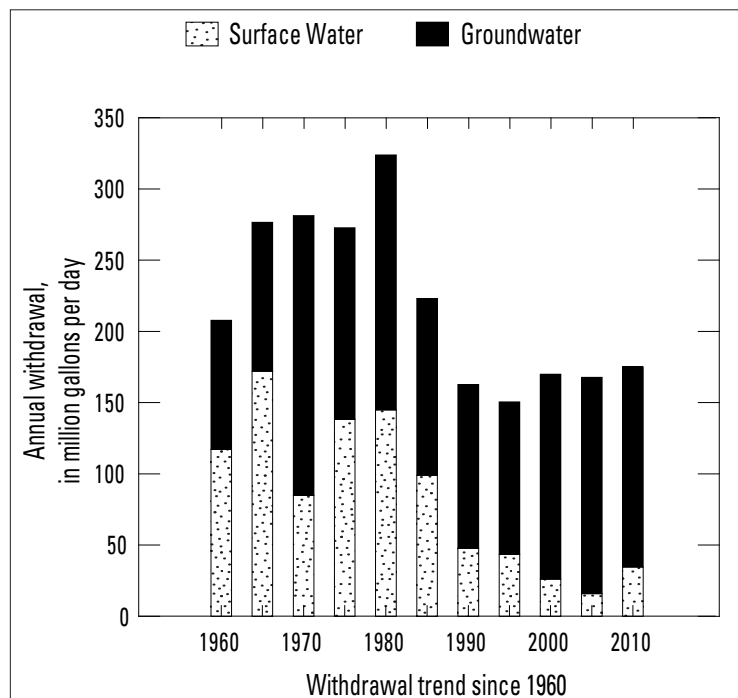 Surface Water Groundwater
Annual withdrawal,
in million gallons per day
350
300
250
200
150
100
50
0
1960 1970 1980 1990 2000 2010
Withdrawal trend since 1960